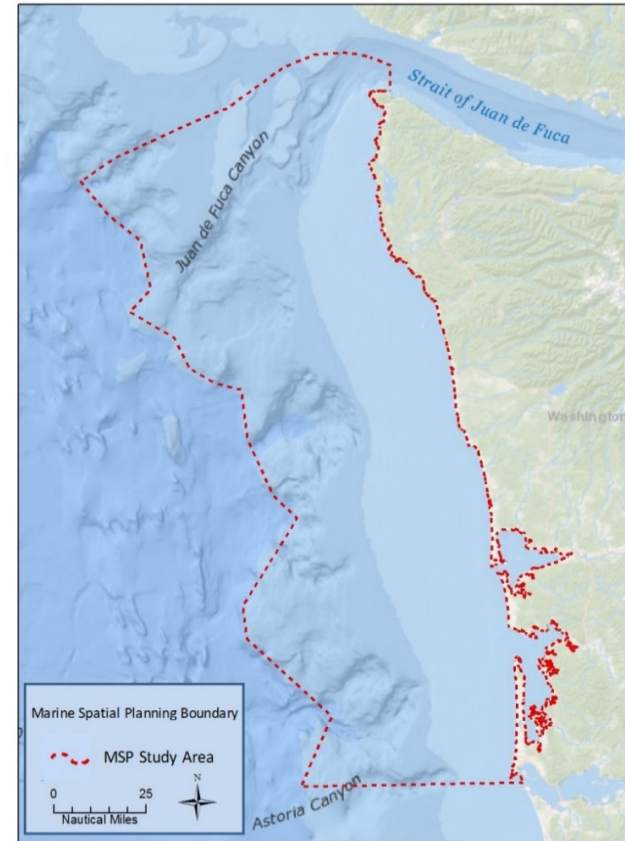 Strait of Juan de Fuca
Juan de Fuca Canyon
Washington
Marine Spatial Planning Boundary
MSP Study Area
N
0 25
Nautical Miles
Astoria Canyon